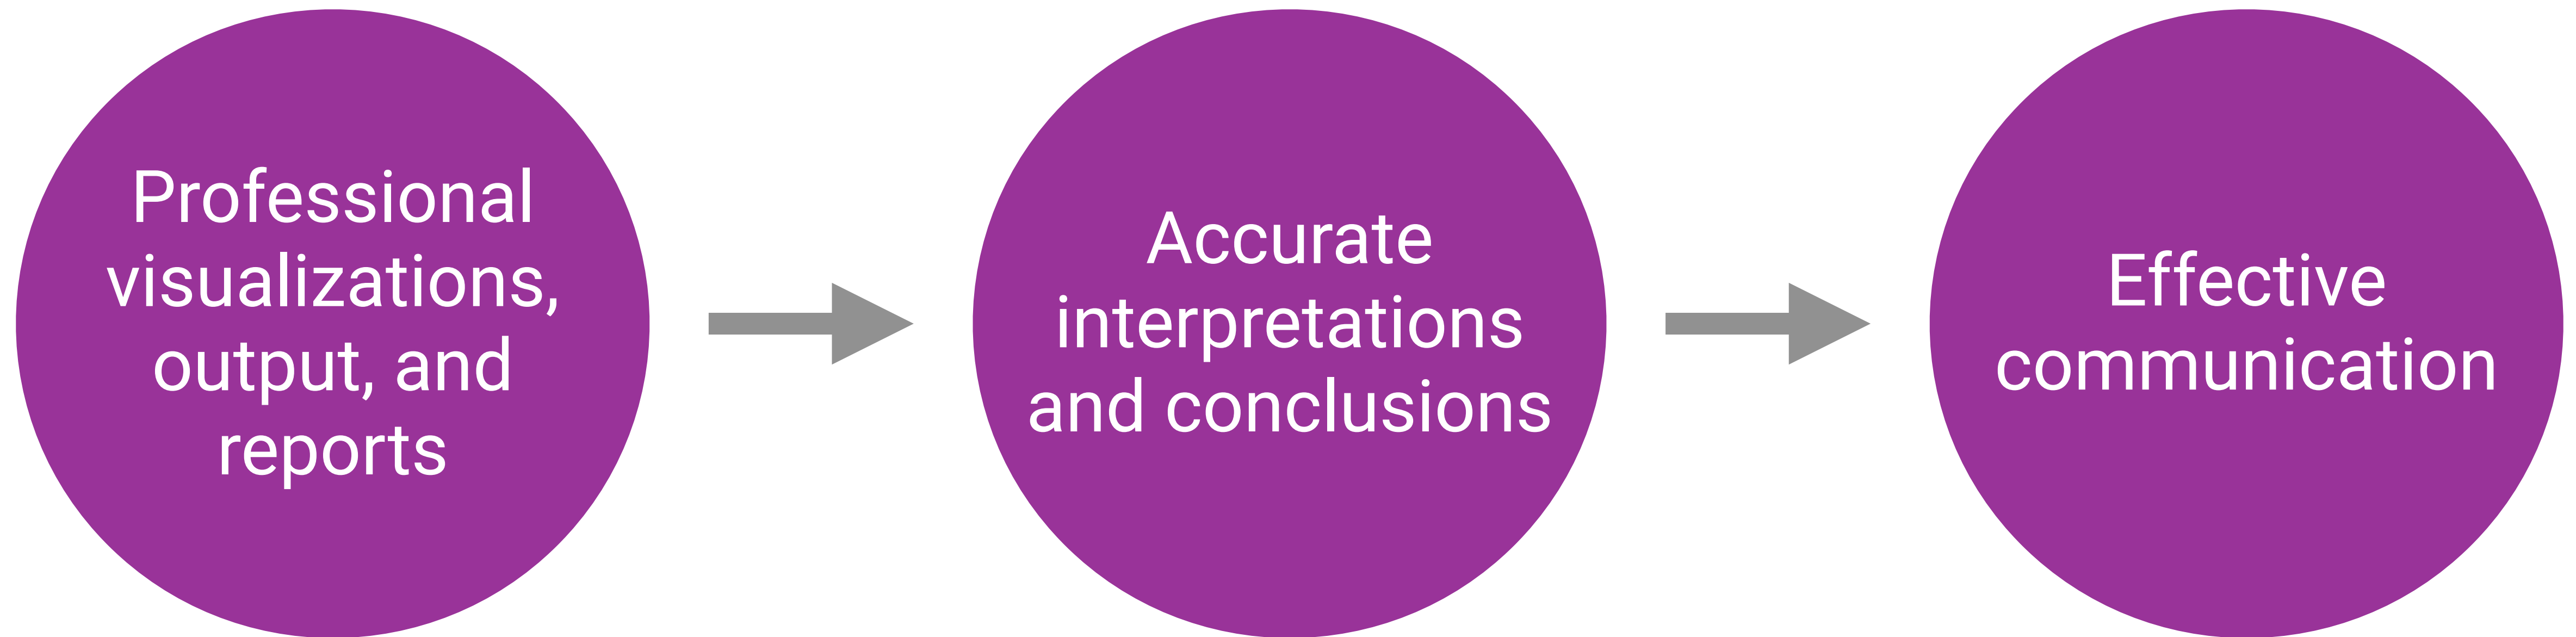 Professional
visualizations,
output, and
reports
Accurate
interpretations
and conclusions
Effective
communication